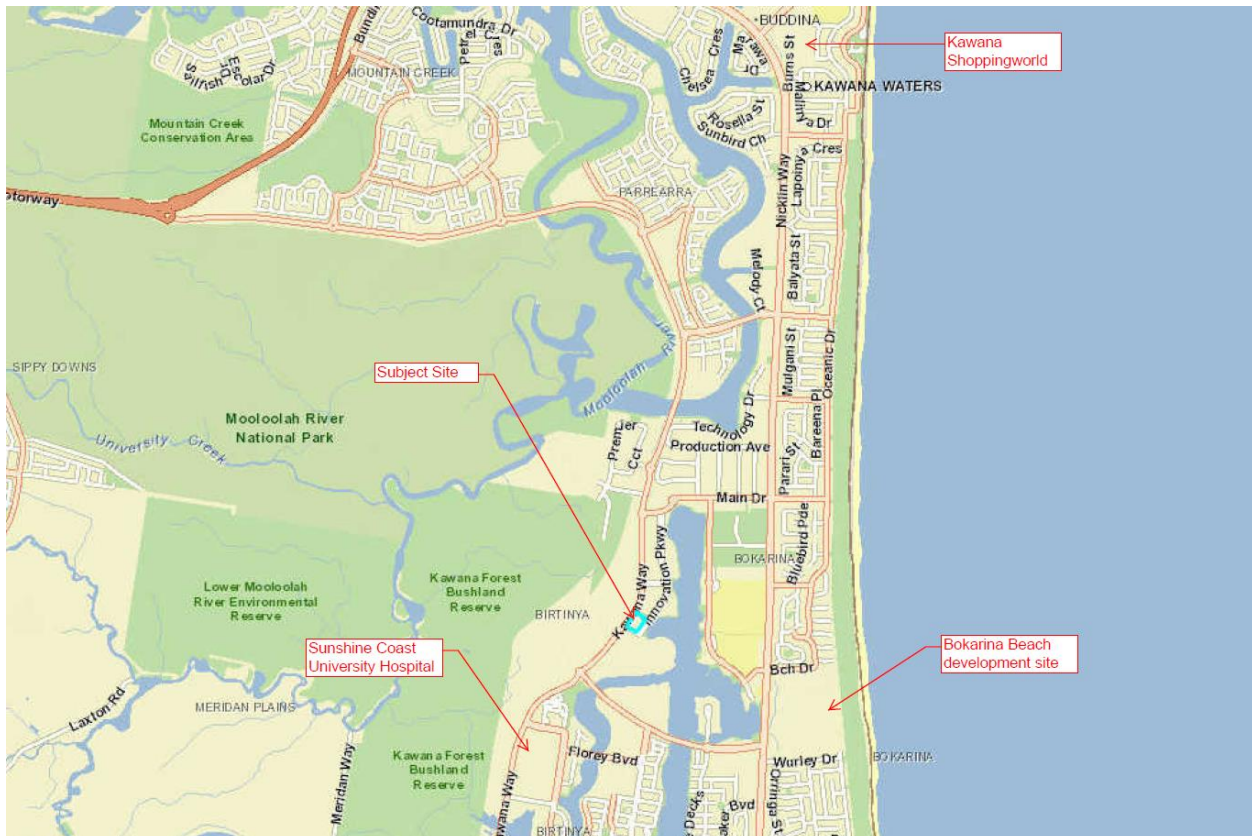 BUDDINA
Kawana
Shoppingworld
Cootamundra Dr
Petrel Cres
MOUNTAIN CREEK
Chelsea Cres
Burns St
KAWANA WATERS
Mountain Creek
Conservation Area
Rosella St
Sunbird Ch
Nicklin Way
PARREARRA
Balyata St
Melody Ct
SIPPY DOWNS
Subject Site
Mulgani St
Oceanic Dr
Mooloolah River
National Park
University Creek
Premier
Cct
Technology Dr
Production Ave
Bareena Pl
Parari St
Main Dr
Bluebird Pde
BOKARINA
Kawana Forest
Bushland
Reserve
Lower Mooloolah
River Environmental
Reserve
BIRTINYA
Kawana Way
Innovation Pkwy
Sunshine Coast
University Hospital
Bokarina Beach
development site
Bch Dr
Laxton Rd
MERIDAN PLAINS
Meridan Way
Kawana Forest
Bushland
Reserve
Florey Bvd
Wurley Dr
BOKARINA
Orringa St
Bvd
BIRTINYA